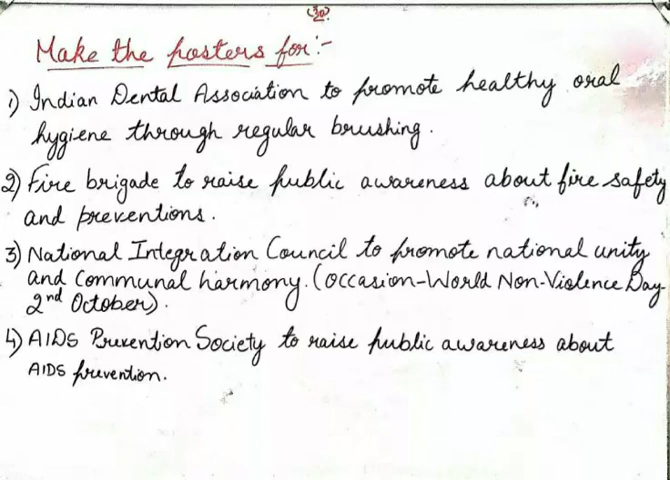 (30)
Make the posters for:-
1) Indian Dental Association to promote healthy oral
hygiene through regular brushing.
2) Fire brigade to raise public awareness about fire safety
and preventions.
3) National Integration Council to promote national unity
and communal harmony. (Occasion-World Non-Violence Day-
2nd October).
4) AIDS Prevention Society to raise public awareness about
AIDS prevention.